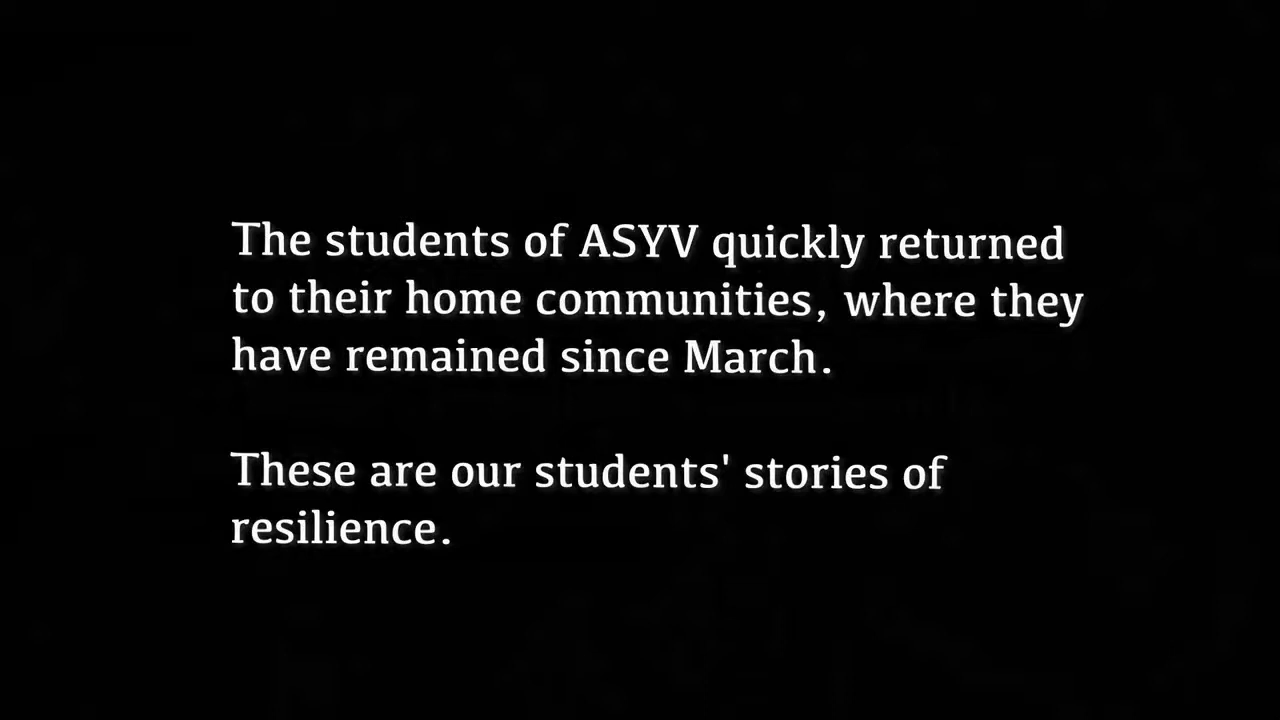 The students of ASYV quickly returned
to their home communities, where they
have remained since March.
These are our students' stories of
resilience.